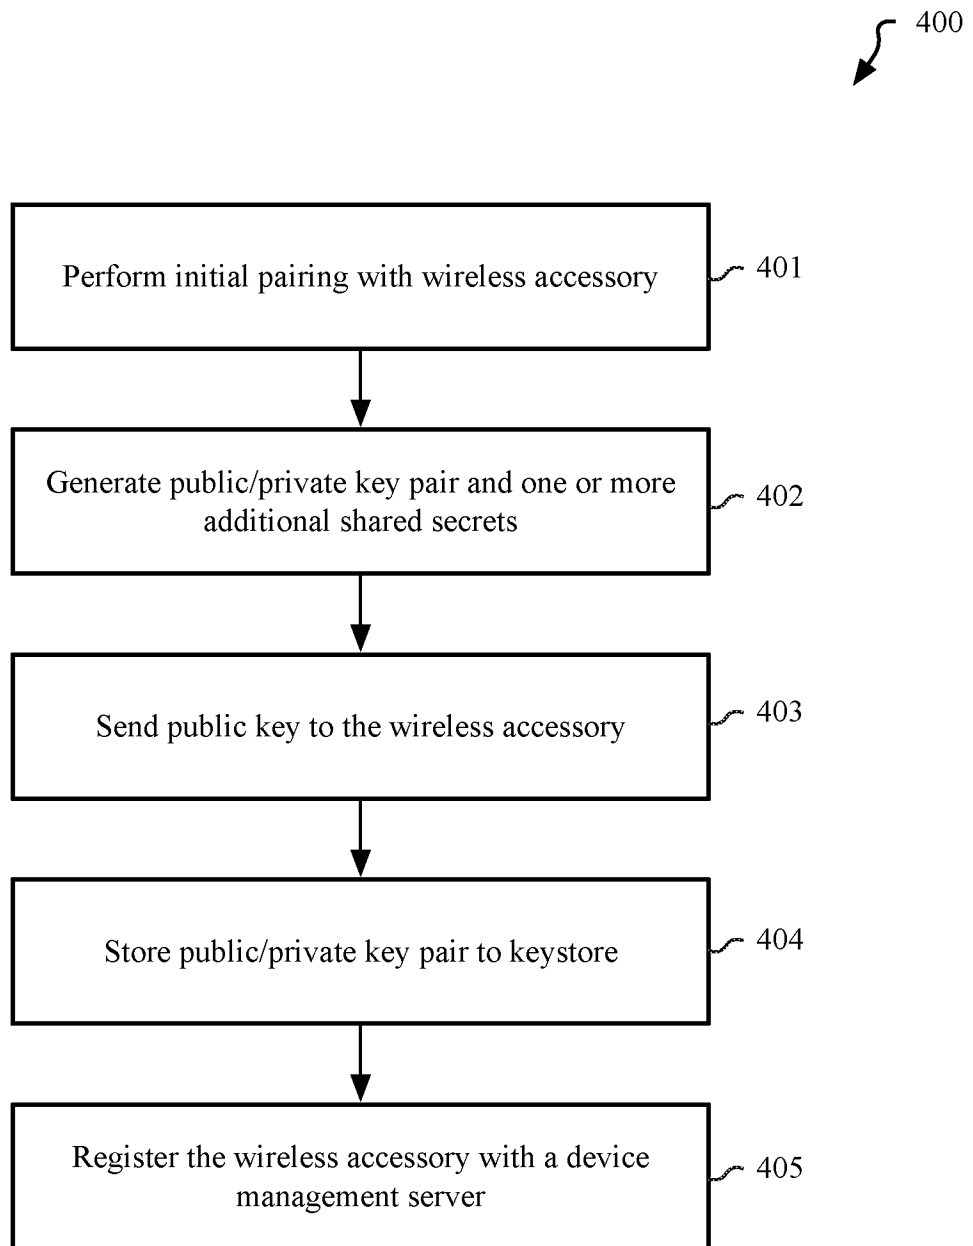 400
Perform initial pairing with wireless accessory
401
Generate public/private key pair and one or more
additional shared secrets
402
Send public key to the wireless accessory
403
Store public/private key pair to keystore
404
Register the wireless accessory with a device
management server
405